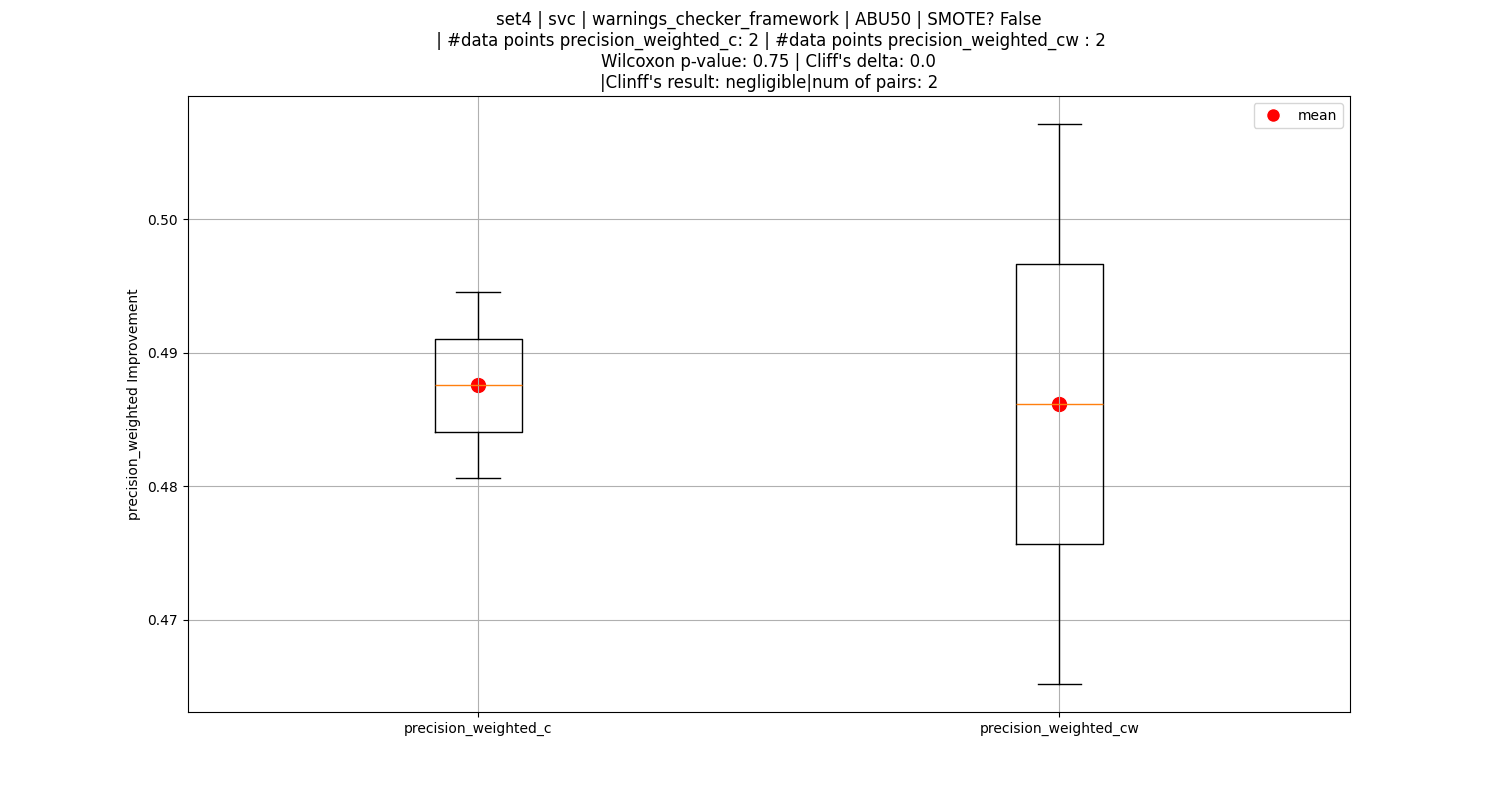 set4 | svc | warnings_checker_framework | ABU50 | SMOTE? False
| #data points precision_weighted_c: 2 | #data points precision_weighted_cw : 2
Wilcoxon p-value: 0.75 | Cliff's delta: 0.0
|Clinff's result: negligible|num of pairs: 2
mean
0.50
0.49
0.48
0.47
precision_weighted Improvement
precision_weighted_c
precision_weighted_cw